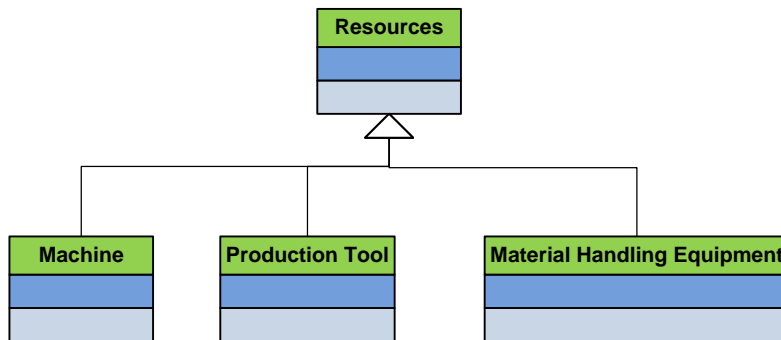 Resources
Machine
Production Tool
Material Handling Equipment